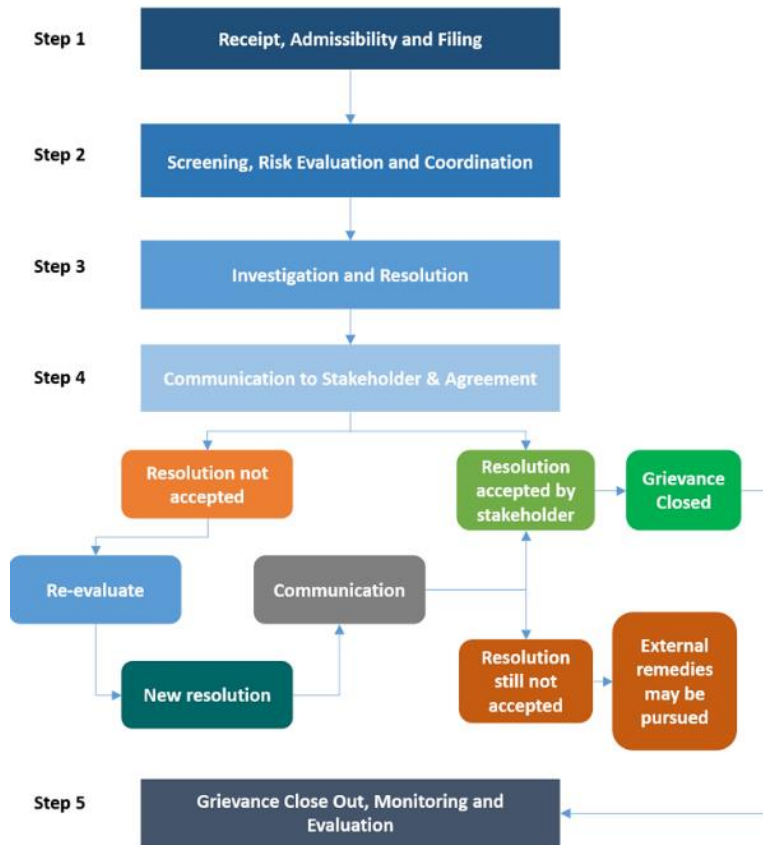 Step 1
Receipt, Admissibility and Filing
Step 2
Screening, Risk Evaluation and Coordination
Step 3
Investigation and Resolution
Step 4
Communication to Stakeholder & Agreement
Resolution not
accepted
Resolution
accepted by
stakeholder
Grievance
Closed
Re-evaluate
Communication
New resolution
Resolution
still not
accepted
External
remedies
may be
pursued
Step 5
Grievance Close Out, Monitoring and
Evaluation